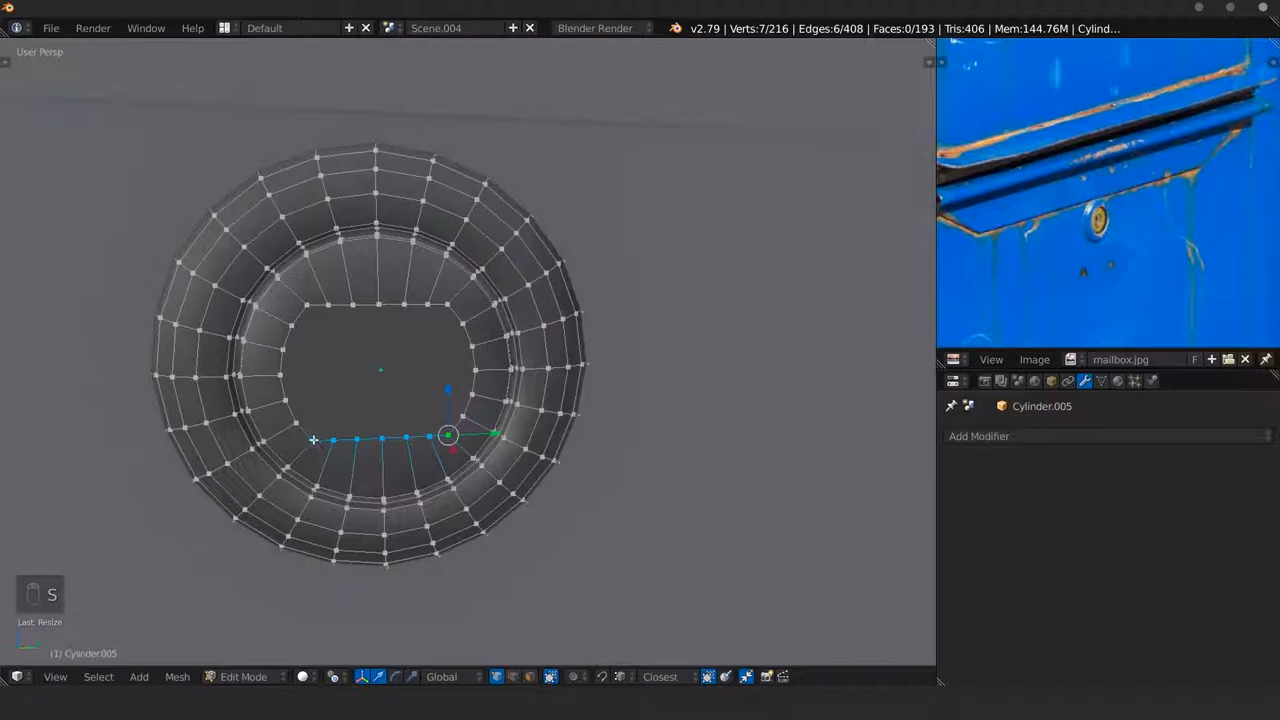 File Render Window Help Default Scene.004 Blender Render v2.79 | Verts:7/216 | Edges:6/408 | Faces:0/193 | Tris:406 | Mem:144.76M | Cylind...
User Persp
View Image mailbox.jpg F
Cylinder.005
Add Modifier
S
Last: Resize
(1) Cylinder.005
View Select Add Mesh Edit Mode Global Closest